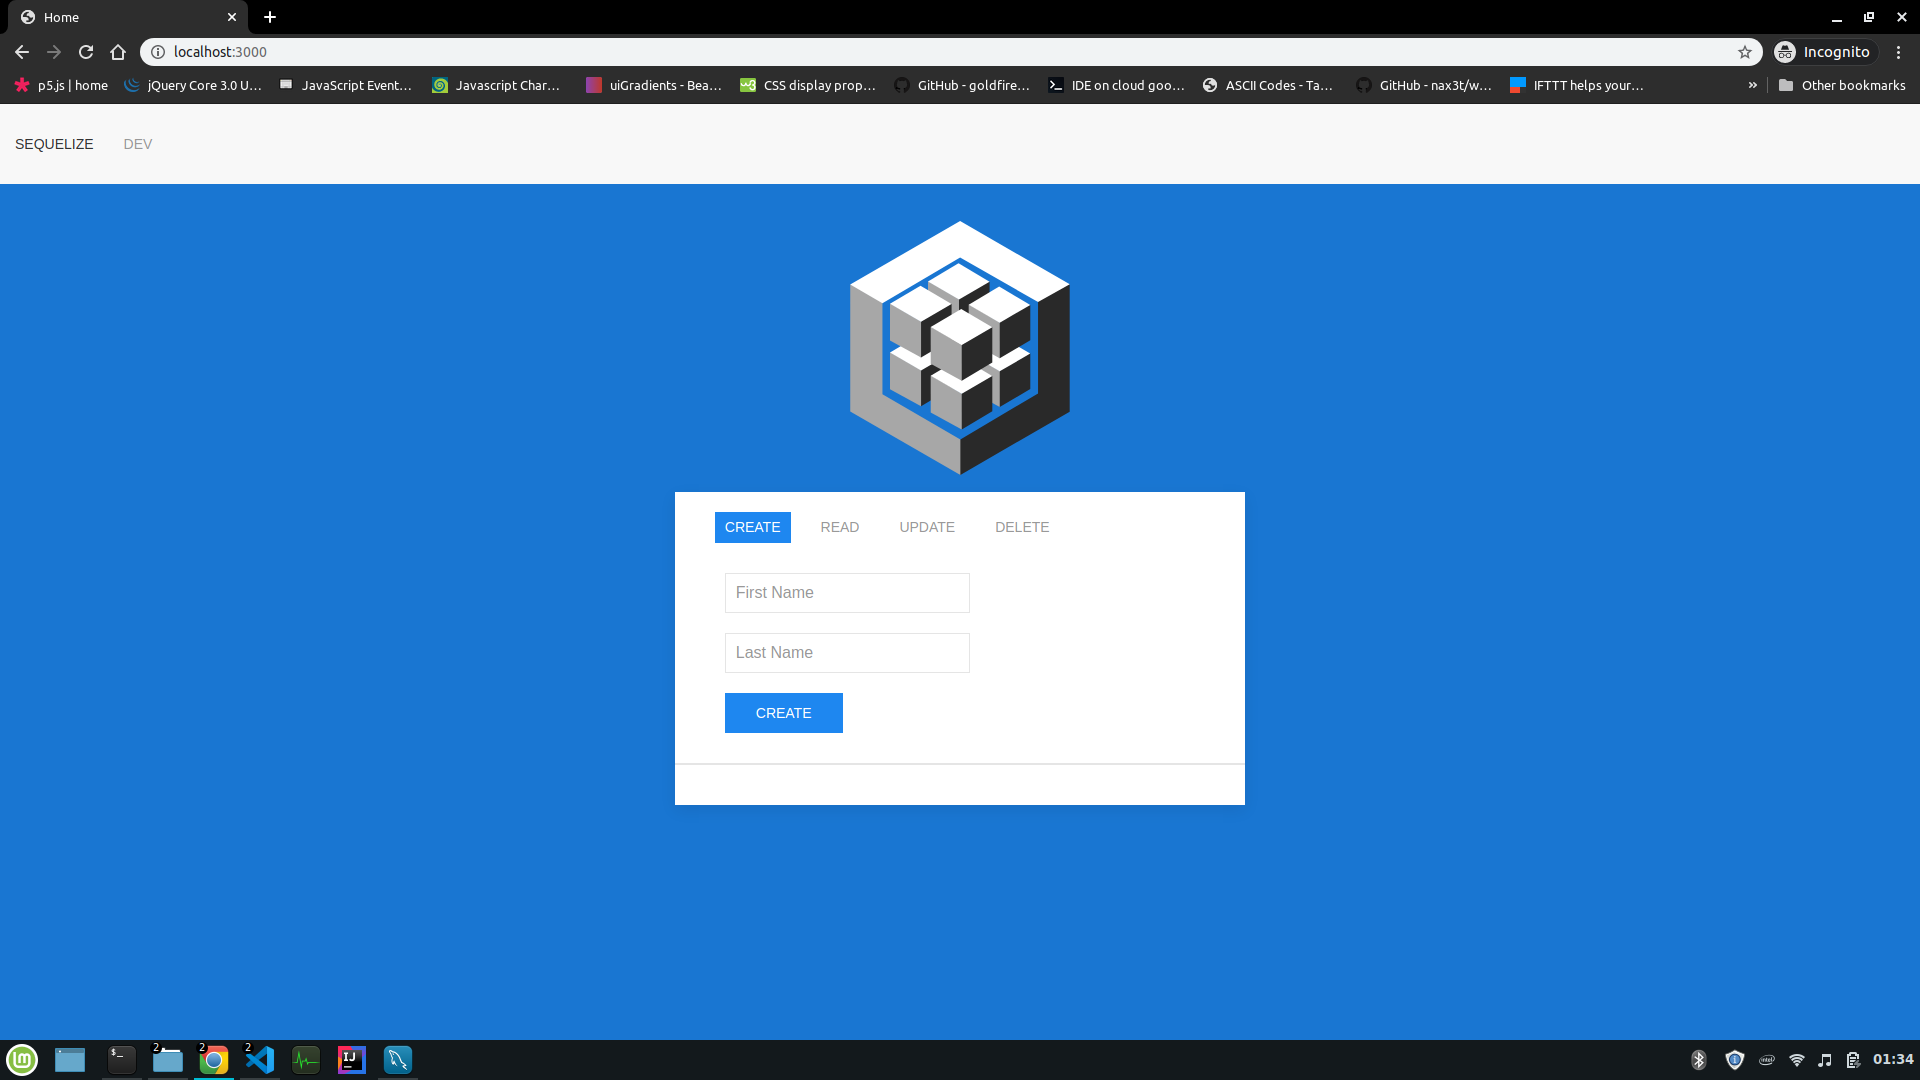 Home
localhost:3000
Incognito
p5.js | home
jQuery Core 3.0 U...
JavaScript Event...
Javascript Char...
uiGradients - Bea...
CSS display prop...
GitHub - goldfire...
IDE on cloud goo...
ASCII Codes - Ta...
GitHub - nax3t/w...
IFTTT helps your...
»
Other bookmarks
SEQUELIZE
DEV
CREATE
READ
UPDATE
DELETE
First Name
Last Name
CREATE
$_
2
2
2
IJ
intel
01:34